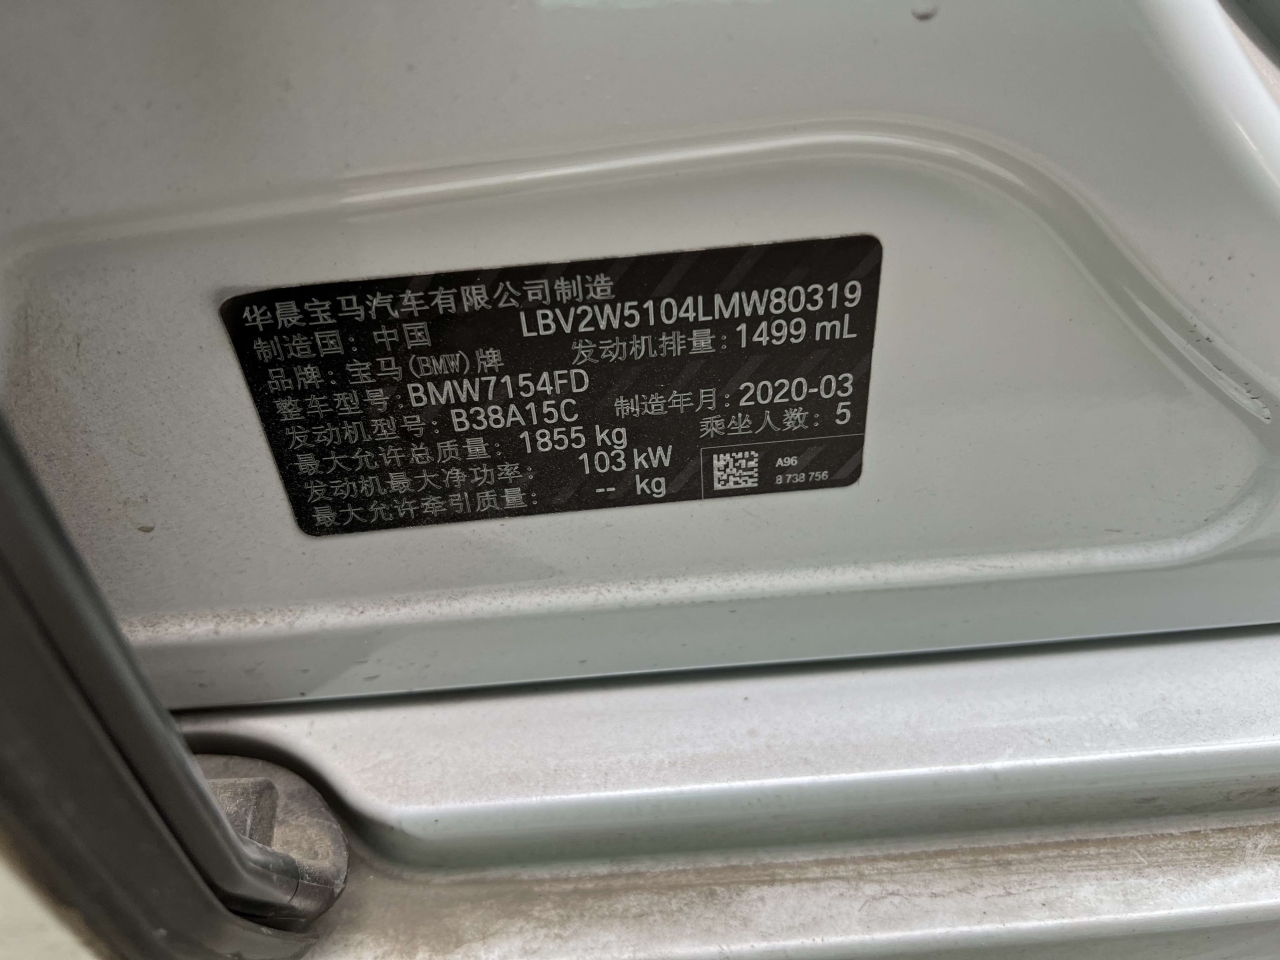 华晨宝马汽车有限公司制造
制造国：中国 LBV2W5104LMW80319
品牌：宝马(BMW)牌 发动机排量：1499 mL
整车型号：BMW7154FD
发动机型号：B38A15C 制造年月：2020-03
最大允许总质量：1855 kg 乘坐人数：5
发动机最大净功率：103 kW
最大允许牵引质量：-- kg
A96
8 738 756